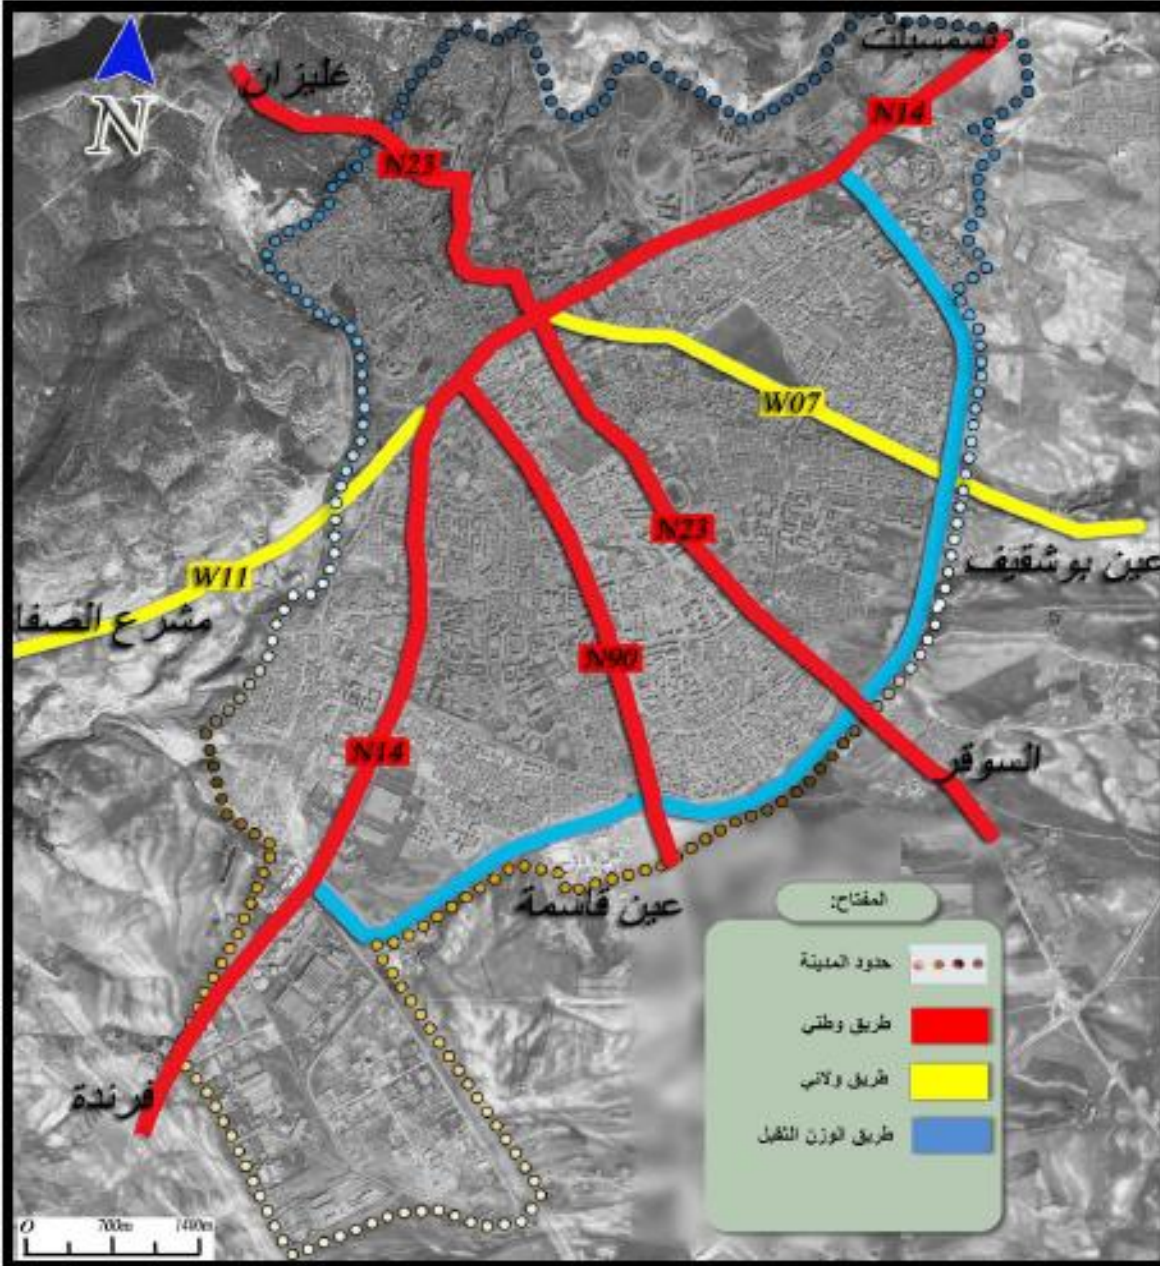 تسمسيلت
غليزان
N
N14
N23
W07
N23
عين بوشقيف
W11
مشرع الصفا
N90
N14
السوقر
عين قاسمة
المفتاح:
حدود المدينة
طريق وطني
طريق ولائي
طريق الوزن الثقيل
فرندة
0 700m 1400m